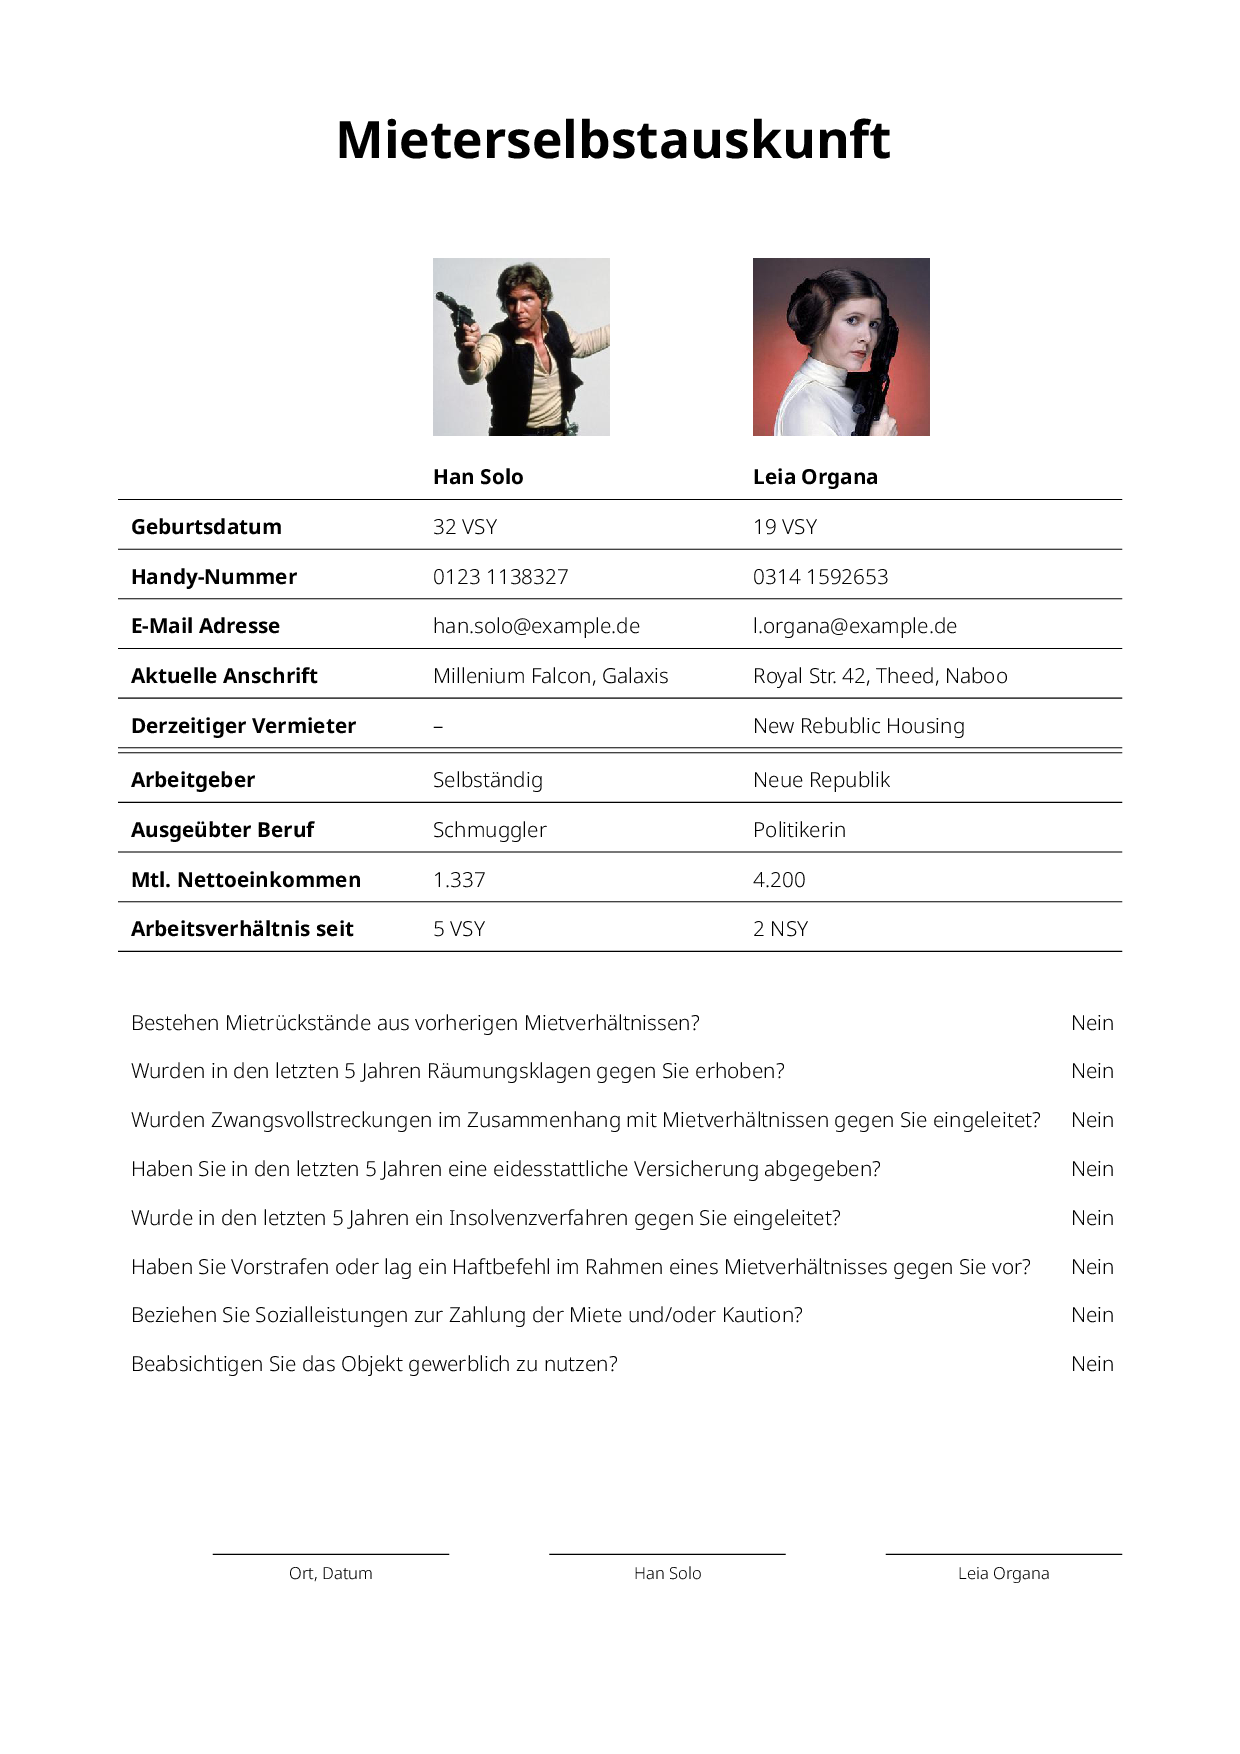 Mieterselbstauskunft
Han Solo Leia Organa
Geburtsdatum 32 VSY 19 VSY
Handy-Nummer 0123 1138327 0314 1592653
E-Mail Adresse han.solo@example.de l.organa@example.de
Aktuelle Anschrift Millenium Falcon, Galaxis Royal Str. 42, Theed, Naboo
Derzeitiger Vermieter – New Rebublic Housing
Arbeitgeber Selbständig Neue Republik
Ausgeübter Beruf Schmuggler Politikerin
Mtl. Nettoeinkommen 1.337 4.200
Arbeitsverhältnis seit 5 VSY 2 NSY
Bestehen Mietrückstände aus vorherigen Mietverhältnissen? Nein
Wurden in den letzten 5 Jahren Räumungsklagen gegen Sie erhoben? Nein
Wurden Zwangsvollstreckungen im Zusammenhang mit Mietverhältnissen gegen Sie eingeleitet? Nein
Haben Sie in den letzten 5 Jahren eine eidesstattliche Versicherung abgegeben? Nein
Wurde in den letzten 5 Jahren ein Insolvenzverfahren gegen Sie eingeleitet? Nein
Haben Sie Vorstrafen oder lag ein Haftbefehl im Rahmen eines Mietverhältnisses gegen Sie vor? Nein
Beziehen Sie Sozialleistungen zur Zahlung der Miete und/oder Kaution? Nein
Beabsichtigen Sie das Objekt gewerblich zu nutzen? Nein
Ort, Datum Han Solo Leia Organa